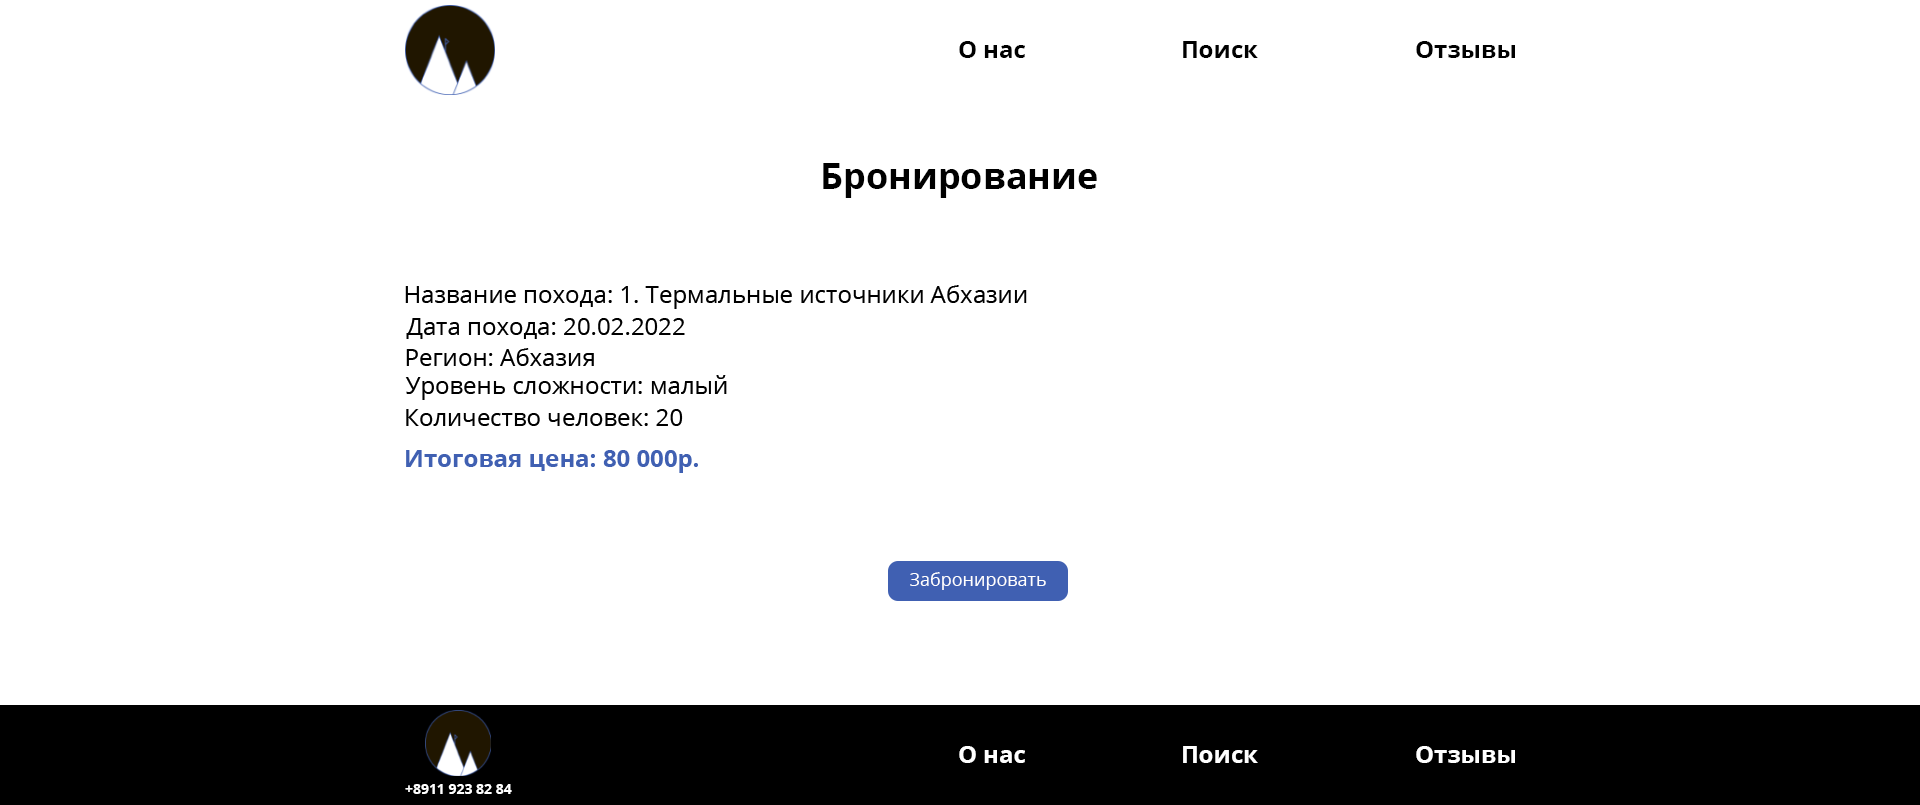 О нас Поиск Отзывы
Бронирование
Название похода: 1. Термальные источники Абхазии
Дата похода: 20.02.2022
Регион: Абхазия
Уровень сложности: малый
Количество человек: 20
Итоговая цена: 80 000р.
Забронировать
О нас Поиск Отзывы
+8911 923 82 84